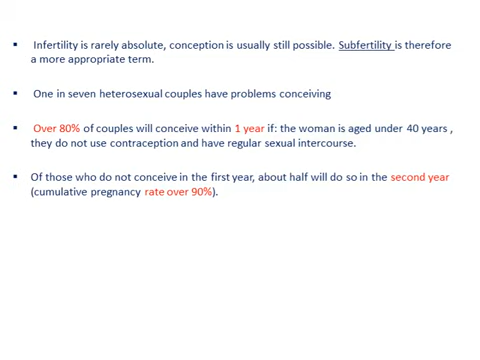 ▪ Infertility is rarely absolute, conception is usually still possible. Subfertility is therefore
a more appropriate term.
▪ One in seven heterosexual couples have problems conceiving
▪ Over 80% of couples will conceive within 1 year if: the woman is aged under 40 years ,
they do not use contraception and have regular sexual intercourse.
▪ Of those who do not conceive in the first year, about half will do so in the second year
(cumulative pregnancy rate over 90%).